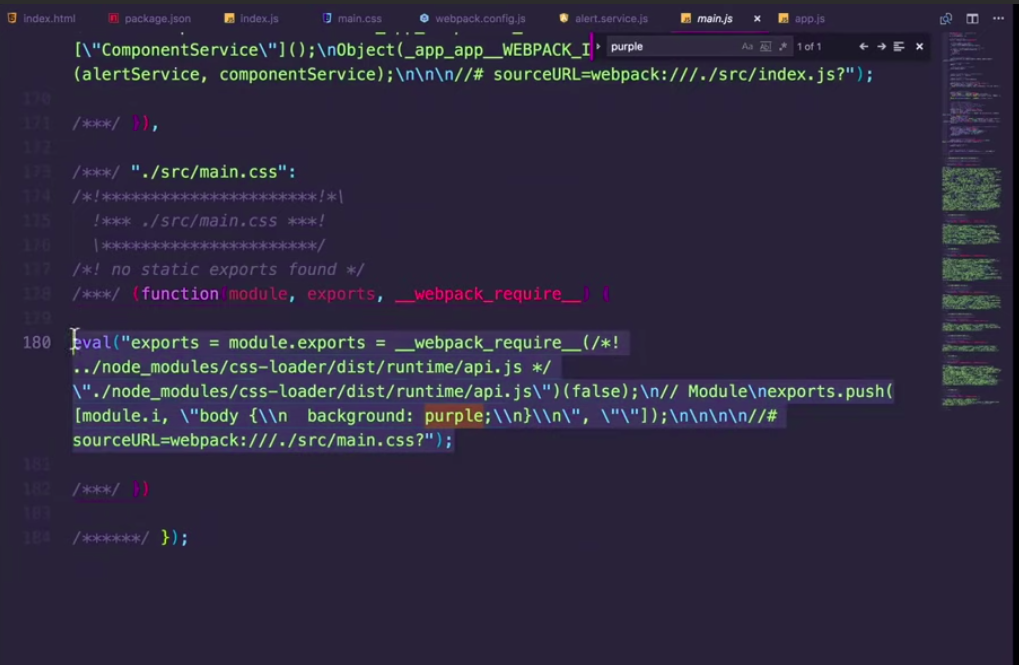 index.html package.json index.js main.css webpack.config.js alert.service.js main.js × app.js
[\"ComponentService\"]();\nObject(_app_app__WEBPACK_I
purple Aa Abl .* 1 of 1
(alertService, componentService);\n\n\n//# sourceURL=webpack:///./src/index.js?");
170
171 /***/ }),
172
173 /***/ "./src/main.css":
174 /*!**********************!*\
175 !*** ./src/main.css ***!
176 \**********************/
177 /*! no static exports found */
178 /***/ (function(module, exports, __webpack_require__) {
179
180 eval("exports = module.exports = __webpack_require__(/*!
../node_modules/css-loader/dist/runtime/api.js */
\"./node_modules/css-loader/dist/runtime/api.js\")(false);\n// Module\nexports.push(
[module.i, \"body {\\n  background: purple;\\n}\\n\", \"\"]);\n\n\n\n//#
sourceURL=webpack:///./src/main.css?");
181
182 /***/ })
183
184 /******/ });